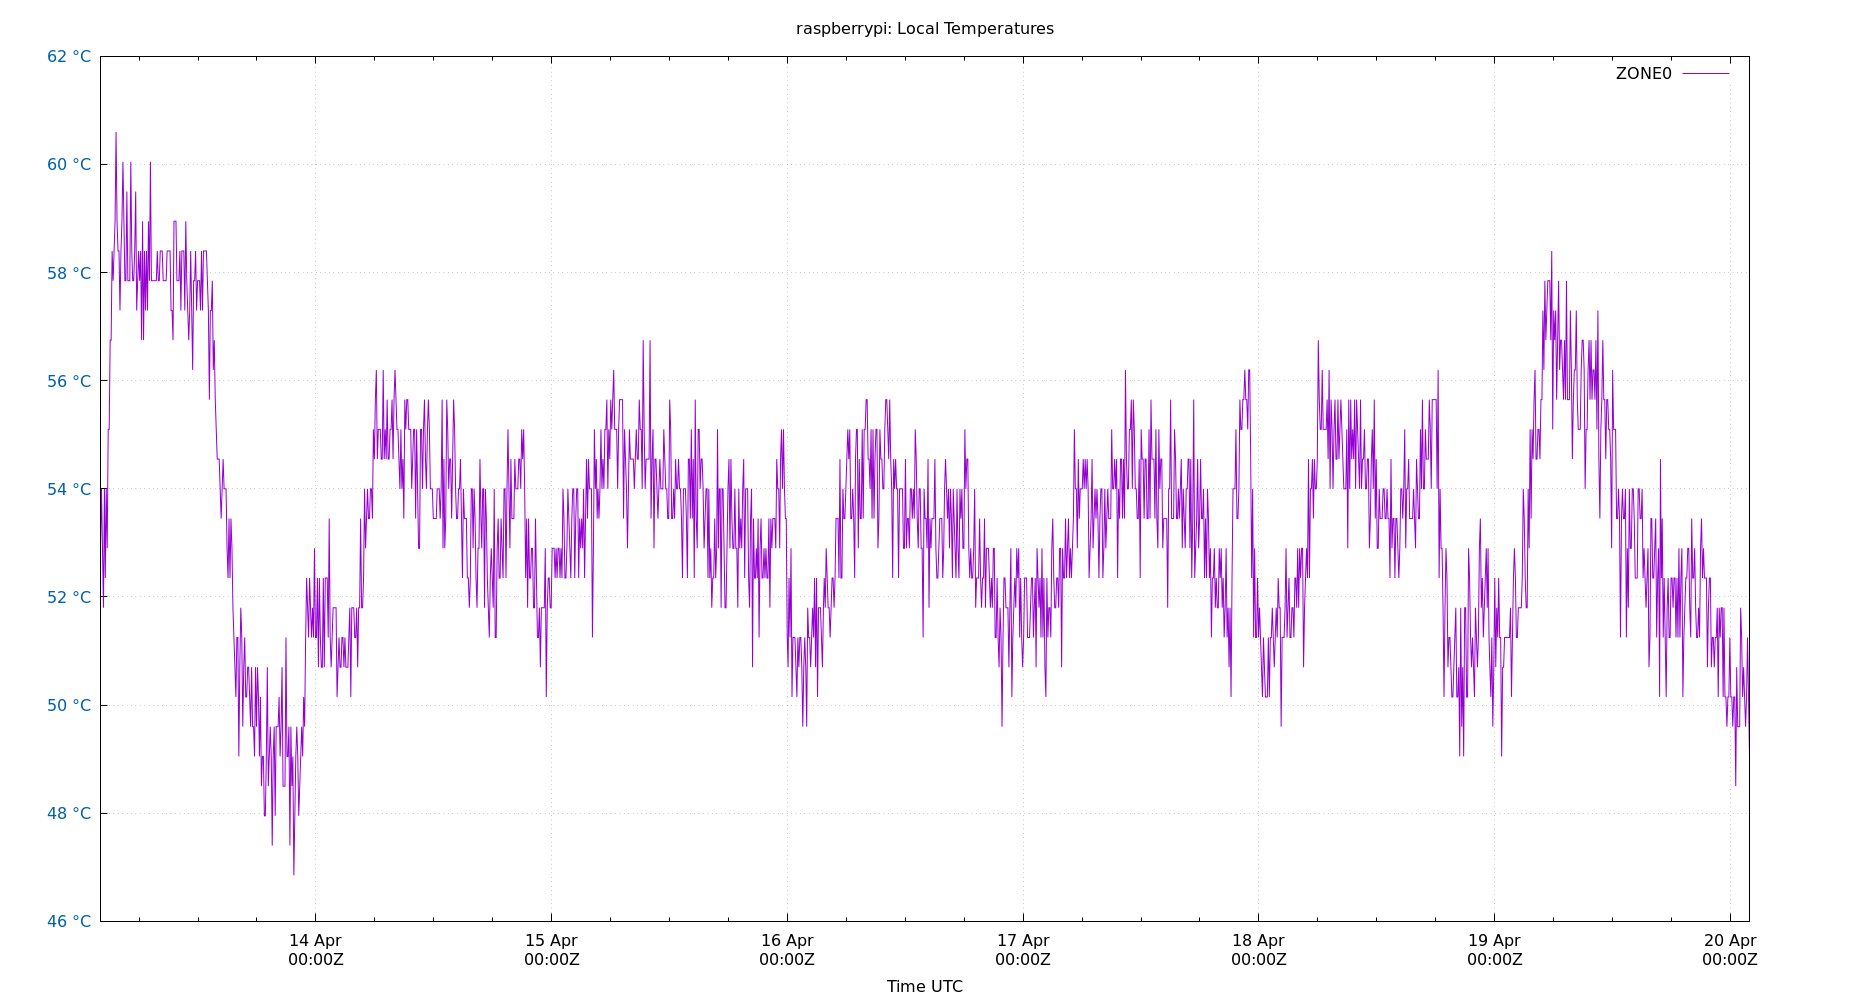 raspberrypi: Local Temperatures
62 °C
ZONE0
60 °C
58 °C
56 °C
54 °C
52 °C
50 °C
48 °C
46 °C
14 Apr 15 Apr 16 Apr 17 Apr 18 Apr 19 Apr 20 Apr
00:00Z 00:00Z 00:00Z 00:00Z 00:00Z 00:00Z 00:00Z
Time UTC